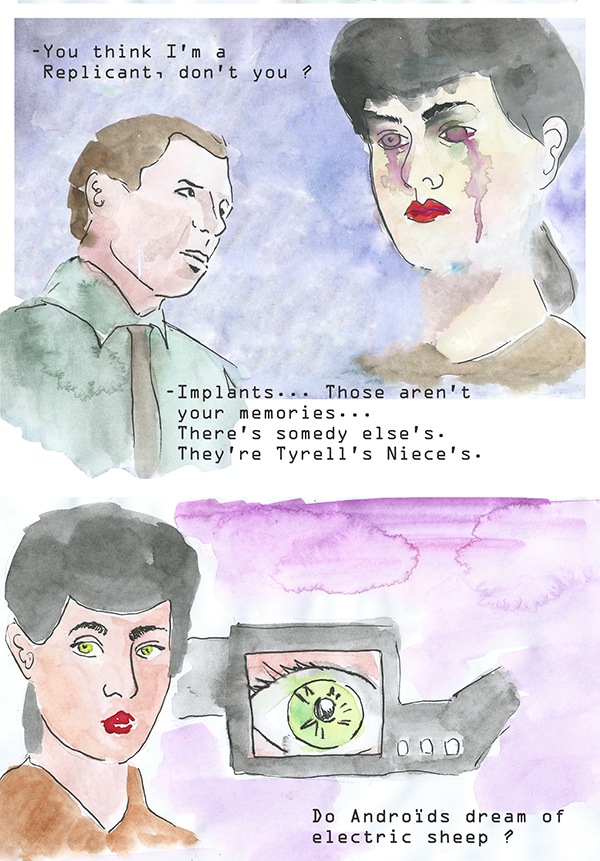 -You think I'm a
Replicant, don't you ?
-Implants... Those aren't
your memories...
There's somedy else's.
They're Tyrell's Niece's.
Do Androïds dream of
electric sheep ?